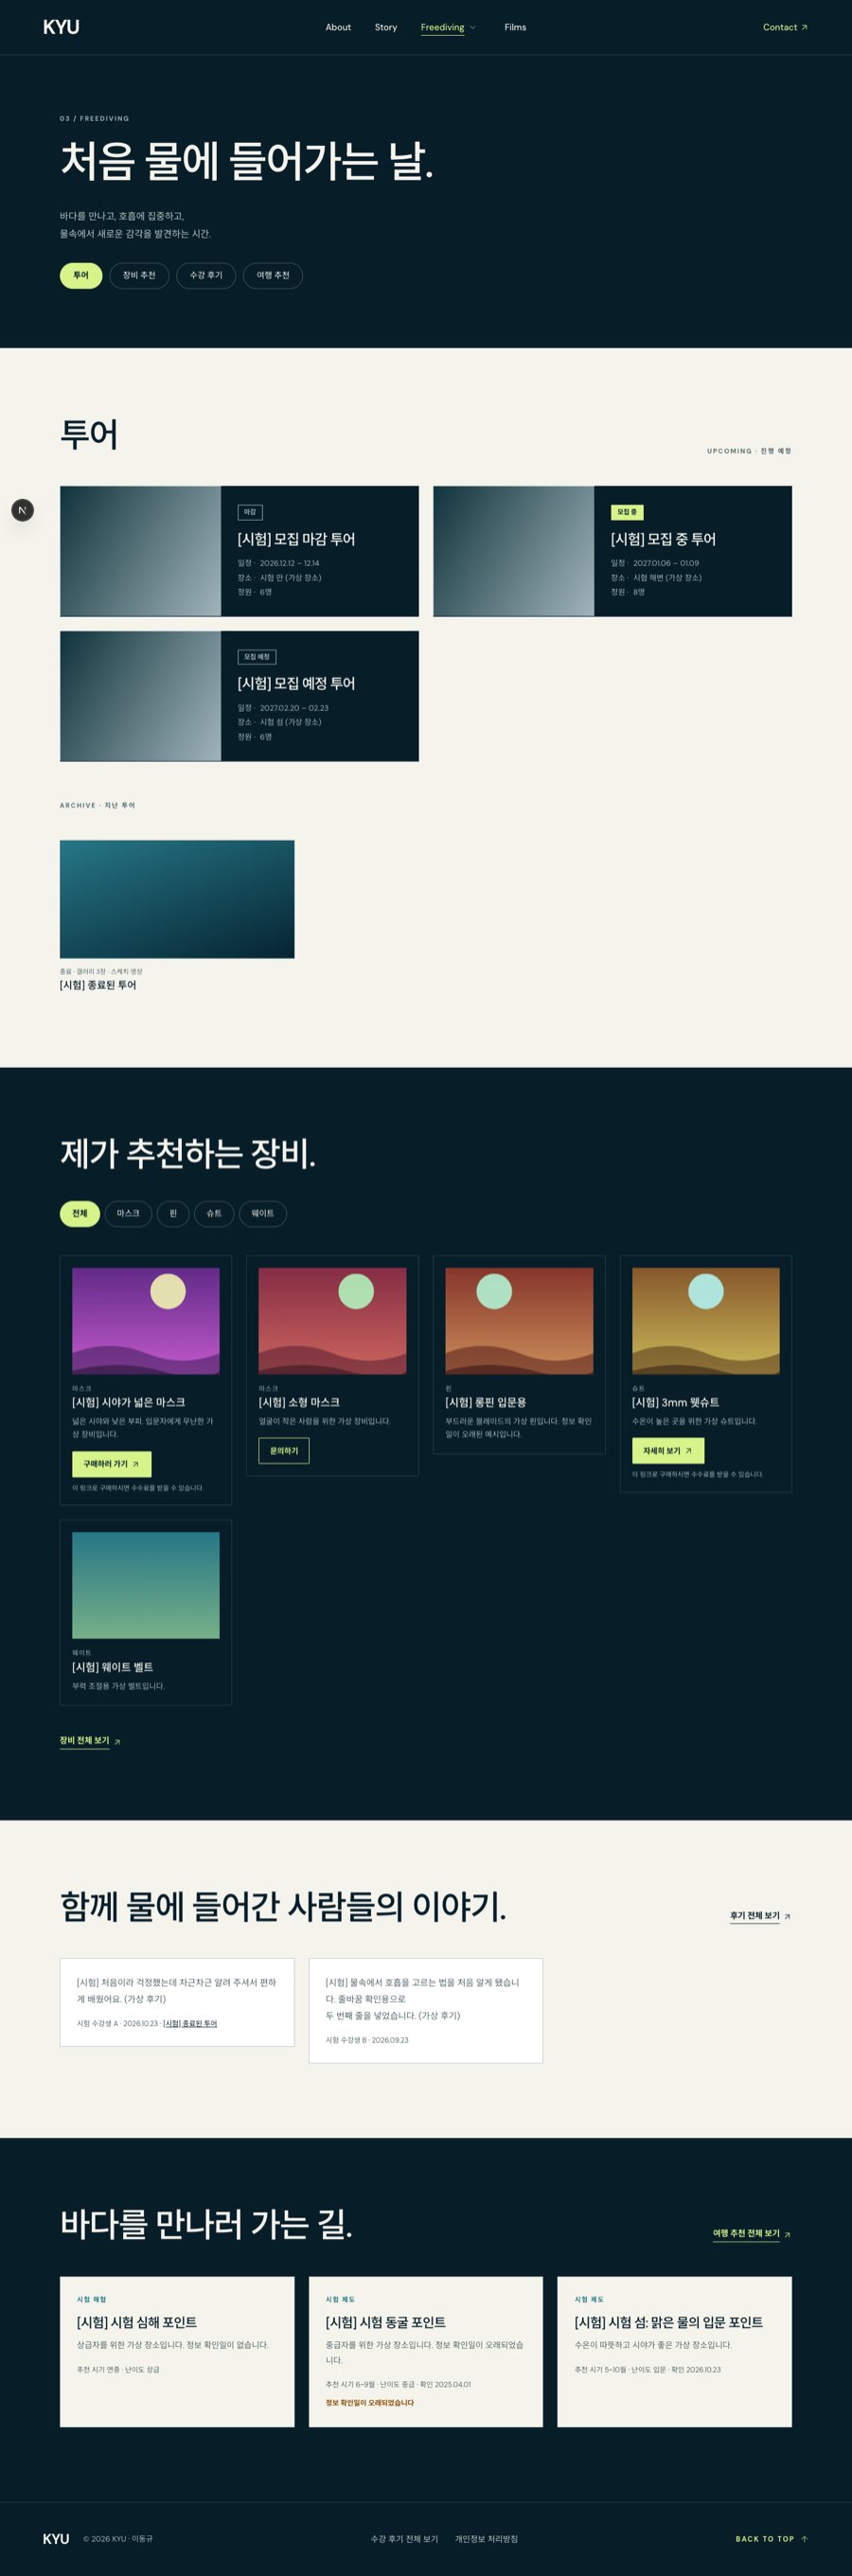 KYU
About
Story
Freediving
Films
Contact ↗
03 / FREEDIVING
처음 물에 들어가는 날.
바다를 만나고, 호흡에 집중하고,
물속에서 새로운 감각을 발견하는 시간.
투어
장비 추천
수강 후기
여행 추천
투어
UPCOMING · 진행 예정
N
마감
[시험] 모집 마감 투어
일정 · 2026.12.12 – 12.14
장소 · 시험 만 (가상 장소)
정원 · 6명
모집 중
[시험] 모집 중 투어
일정 · 2027.01.06 – 01.09
장소 · 시험 해변 (가상 장소)
정원 · 8명
모집 예정
[시험] 모집 예정 투어
일정 · 2027.02.20 – 02.23
장소 · 시험 섬 (가상 장소)
정원 · 6명
ARCHIVE · 지난 투어
종료 · 갤러리 3장 · 스케치 영상
[시험] 종료된 투어
제가 추천하는 장비.
전체
마스크
핀
슈트
웨이트
마스크
[시험] 시야가 넓은 마스크
넓은 시야와 낮은 부피. 입문자에게 무난한 가
상 장비입니다.
구매하러 가기 ↗
이 링크로 구매하시면 수수료를 받을 수 있습니다.
마스크
[시험] 소형 마스크
얼굴이 작은 사람을 위한 가상 장비입니다.
문의하기
핀
[시험] 롱핀 입문용
부드러운 블레이드의 가상 핀입니다. 정보 확인
일이 오래된 예시입니다.
슈트
[시험] 3mm 웻슈트
수온이 높은 곳을 위한 가상 슈트입니다.
자세히 보기 ↗
이 링크로 구매하시면 수수료를 받을 수 있습니다.
웨이트
[시험] 웨이트 벨트
부력 조절용 가상 벨트입니다.
장비 전체 보기 ↗
함께 물에 들어간 사람들의 이야기.
후기 전체 보기 ↗
[시험] 처음이라 걱정했는데 차근차근 알려 주셔서 편하
게 배웠어요. (가상 후기)
시험 수강생 A · 2026.10.23 · [시험] 종료된 투어
[시험] 물속에서 호흡을 고르는 법을 처음 알게 됐습니
다. 줄바꿈 확인용으로
두 번째 줄을 넣었습니다. (가상 후기)
시험 수강생 B · 2026.09.23
바다를 만나러 가는 길.
여행 추천 전체 보기 ↗
시험 해협
[시험] 시험 심해 포인트
상급자를 위한 가상 장소입니다. 정보 확인일이 없습니다.
추천 시기 연중 · 난이도 상급
시험 제도
[시험] 시험 동굴 포인트
중급자를 위한 가상 장소입니다. 정보 확인일이 오래되었습
니다.
추천 시기 6–9월 · 난이도 중급 · 확인 2025.04.01
정보 확인일이 오래되었습니다
시험 제도
[시험] 시험 섬: 맑은 물의 입문 포인트
수온이 따뜻하고 시야가 좋은 가상 장소입니다.
추천 시기 5–10월 · 난이도 입문 · 확인 2026.10.23
KYU
© 2026 KYU · 이동규
수강 후기 전체 보기
개인정보 처리방침
BACK TO TOP ↑